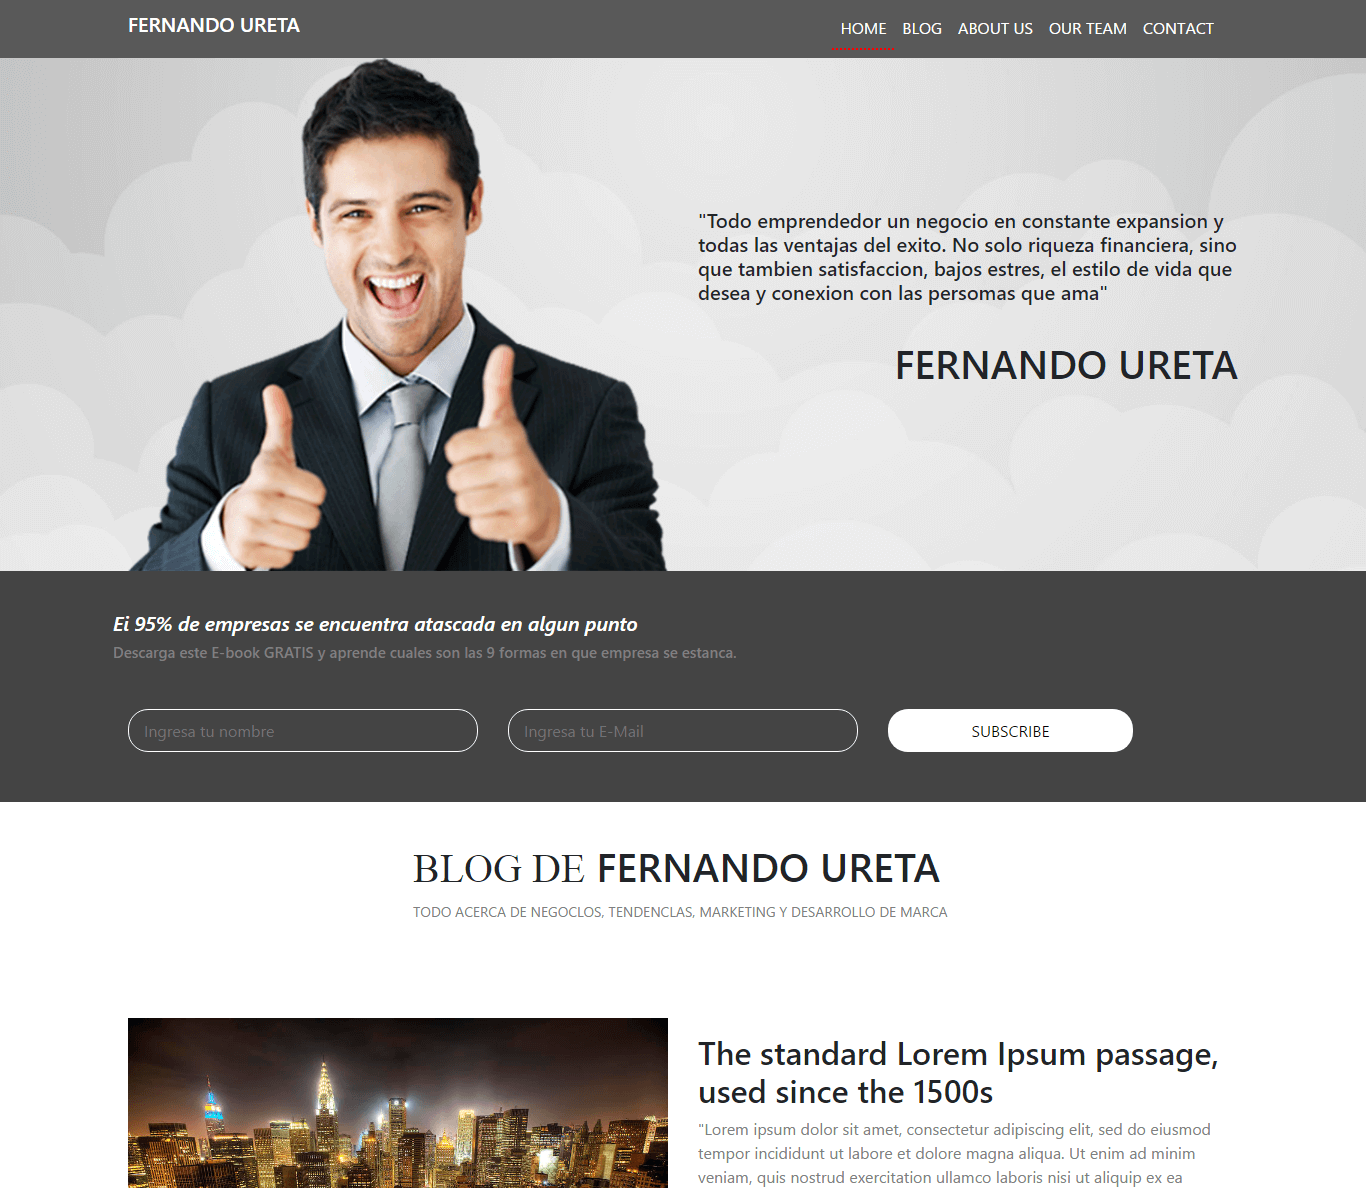 FERNANDO URETA
HOME BLOG ABOUT US OUR TEAM CONTACT
"Todo emprendedor un negocio en constante expansion y
todas las ventajas del exito. No solo riqueza financiera, sino
que tambien satisfaccion, bajos estres, el estilo de vida que
desea y conexion con las persomas que ama"
FERNANDO URETA
Ei 95% de empresas se encuentra atascada en algun punto
Descarga este E-book GRATIS y aprende cuales son las 9 formas en que empresa se estanca.
Ingresa tu nombre
Ingresa tu E-Mail
SUBSCRIBE
BLOG DE FERNANDO URETA
TODO ACERCA DE NEGOCLOS, TENDENCLAS, MARKETING Y DESARROLLO DE MARCA
The standard Lorem Ipsum passage,
used since the 1500s
"Lorem ipsum dolor sit amet, consectetur adipiscing elit, sed do eiusmod
tempor incididunt ut labore et dolore magna aliqua. Ut enim ad minim
veniam, quis nostrud exercitation ullamco laboris nisi ut aliquip ex ea